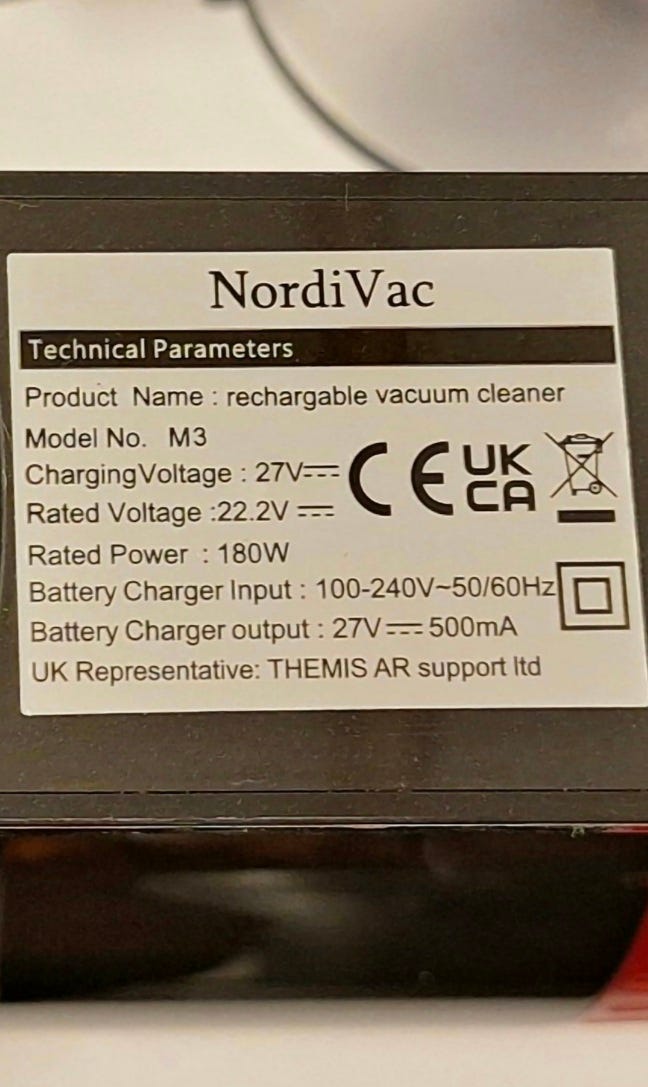 NordiVac
Technical Parameters
Product Name : rechargable vacuum cleaner
Model No. M3
ChargingVoltage : 27V⎓
Rated Voltage :22.2V ⎓
CE UK CA
Rated Power : 180W
Battery Charger Input : 100-240V~50/60Hz
Battery Charger output : 27V⎓500mA
UK Representative: THEMIS AR support ltd